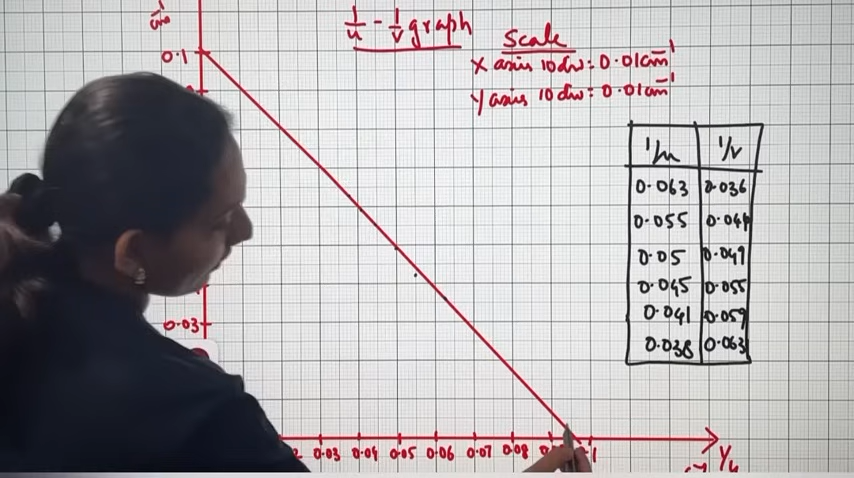 1/u - 1/v graph
cm⁻¹
Scale
X axis 10 div = 0.01 cm⁻¹
Y axis 10 div = 0.01 cm⁻¹
0.1
1/u 1/v
0.063 0.036
0.055 0.044
0.05 0.049
0.045 0.055
0.041 0.059
0.038 0.063
0.03
0.03 0.04 0.05 0.06 0.07 0.08
1/u